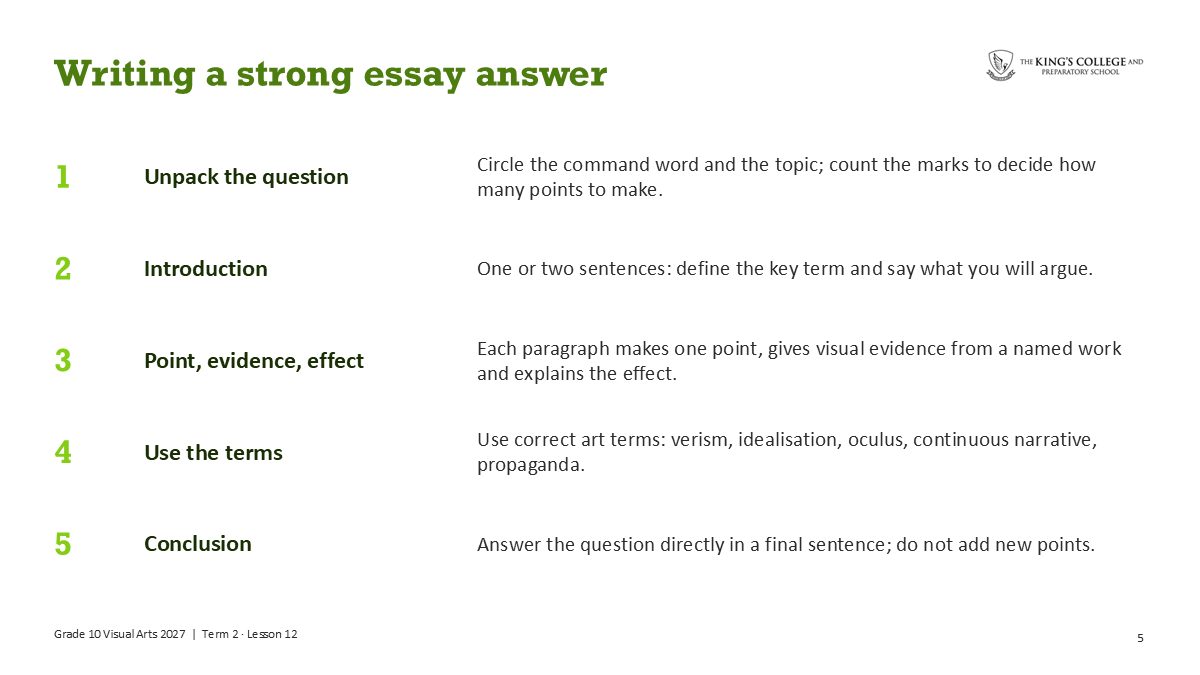 Writing a strong essay answer
THE KING'S COLLEGE AND
PREPARATORY SCHOOL
1
Unpack the question
Circle the command word and the topic; count the marks to decide how
many points to make.
2
Introduction
One or two sentences: define the key term and say what you will argue.
3
Point, evidence, effect
Each paragraph makes one point, gives visual evidence from a named work
and explains the effect.
4
Use the terms
Use correct art terms: verism, idealisation, oculus, continuous narrative,
propaganda.
5
Conclusion
Answer the question directly in a final sentence; do not add new points.
Grade 10 Visual Arts 2027 | Term 2 · Lesson 12
5